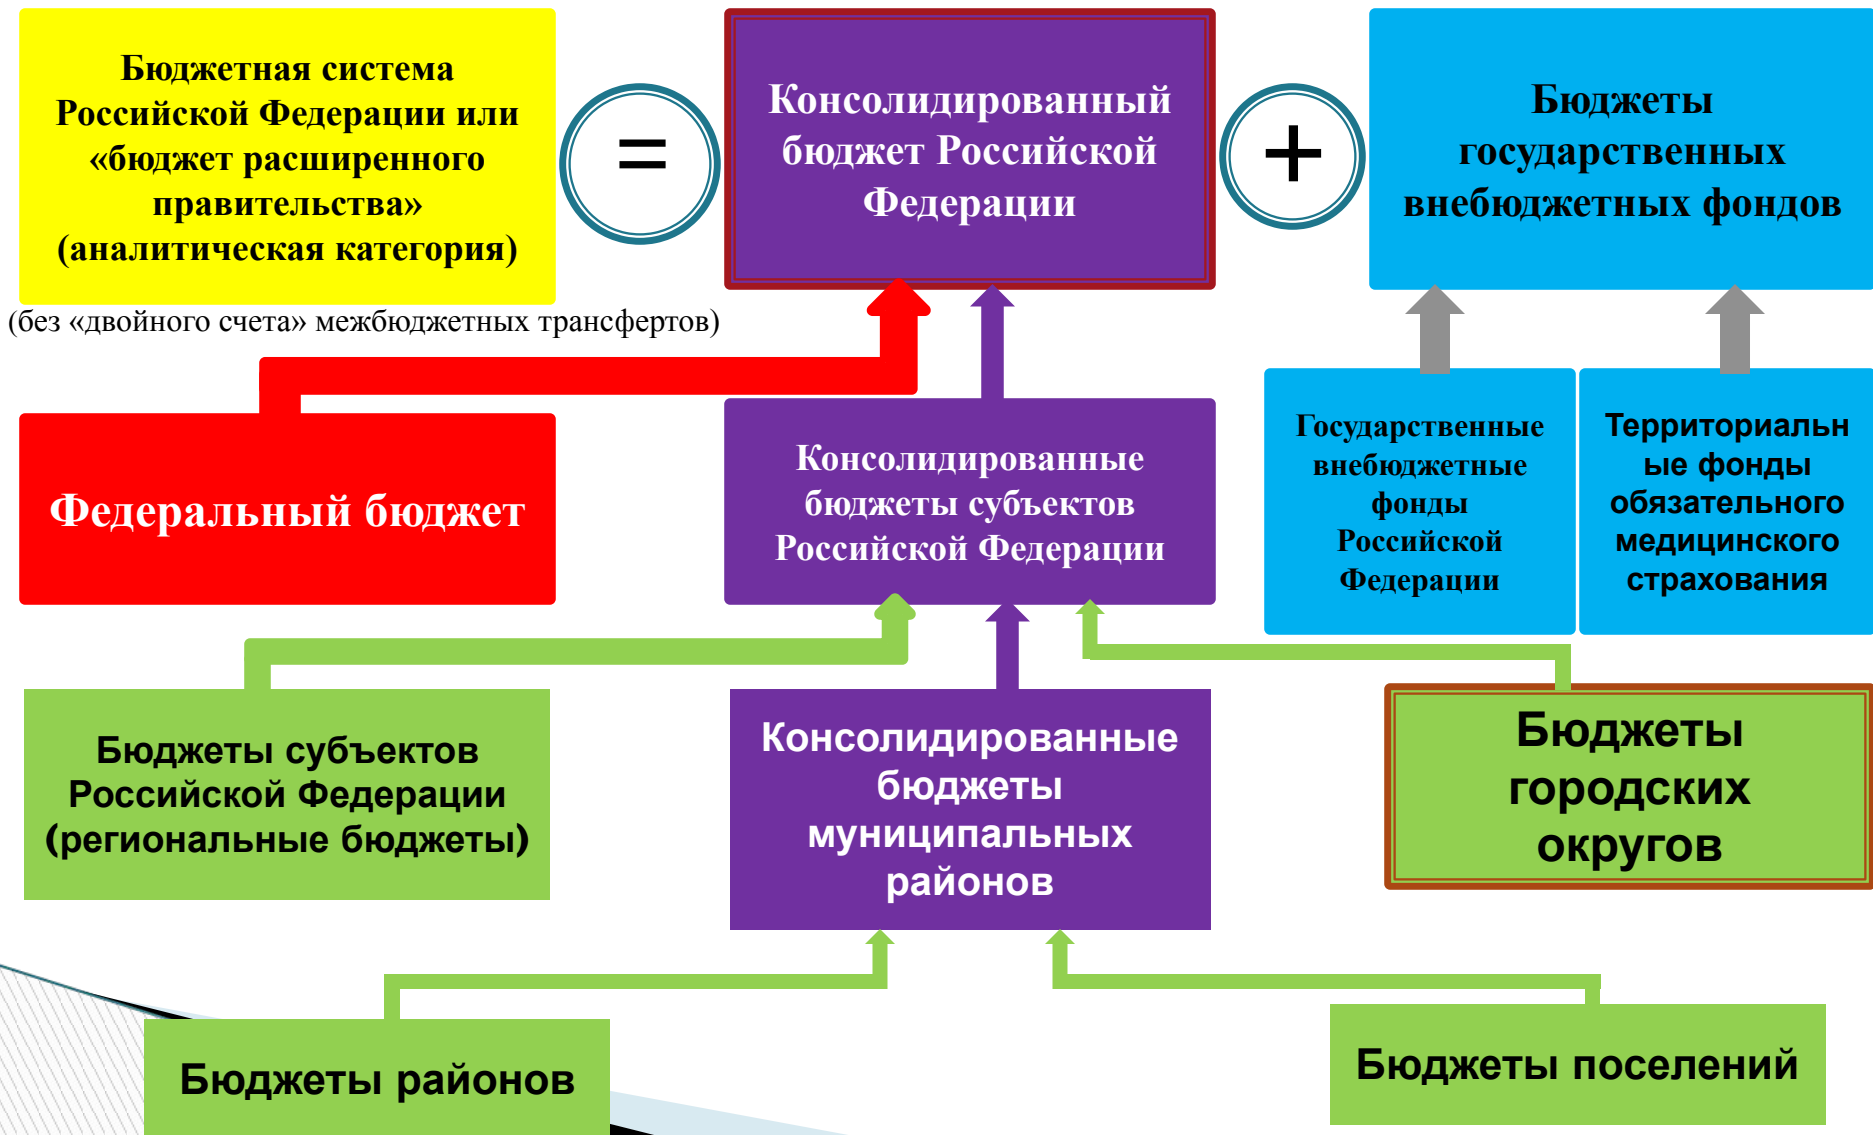 Бюджетная система
Российской Федерации или
«бюджет расширенного
правительства»
(аналитическая категория)
=
Консолидированный
бюджет Российской
Федерации
+
Бюджеты
государственных
внебюджетных фондов
(без «двойного счета» межбюджетных трансфертов)
Федеральный бюджет
Консолидированные
бюджеты субъектов
Российской Федерации
Государственные
внебюджетные
фонды
Российской
Федерации
Территориальн
ые фонды
обязательного
медицинского
страхования
Бюджеты субъектов
Российской Федерации
(региональные бюджеты)
Консолидированные
бюджеты
муниципальных
районов
Бюджеты
городских
округов
Бюджеты районов
Бюджеты поселений